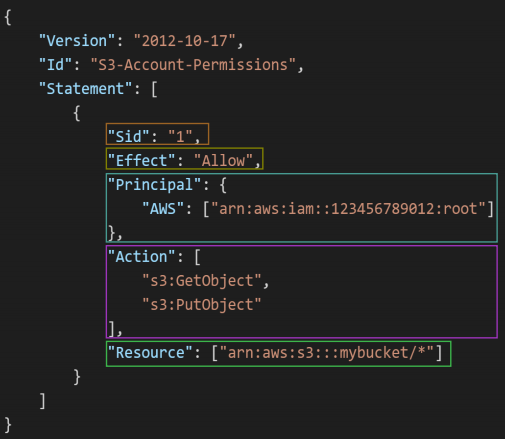 {
    "Version": "2012-10-17",
    "Id": "S3-Account-Permissions",
    "Statement": [
        {
            "Sid": "1",
            "Effect": "Allow",
            "Principal": {
                "AWS": ["arn:aws:iam::123456789012:root"]
            },
            "Action": [
                "s3:GetObject",
                "s3:PutObject"
            ],
            "Resource": ["arn:aws:s3:::mybucket/*"]
        }
    ]
}